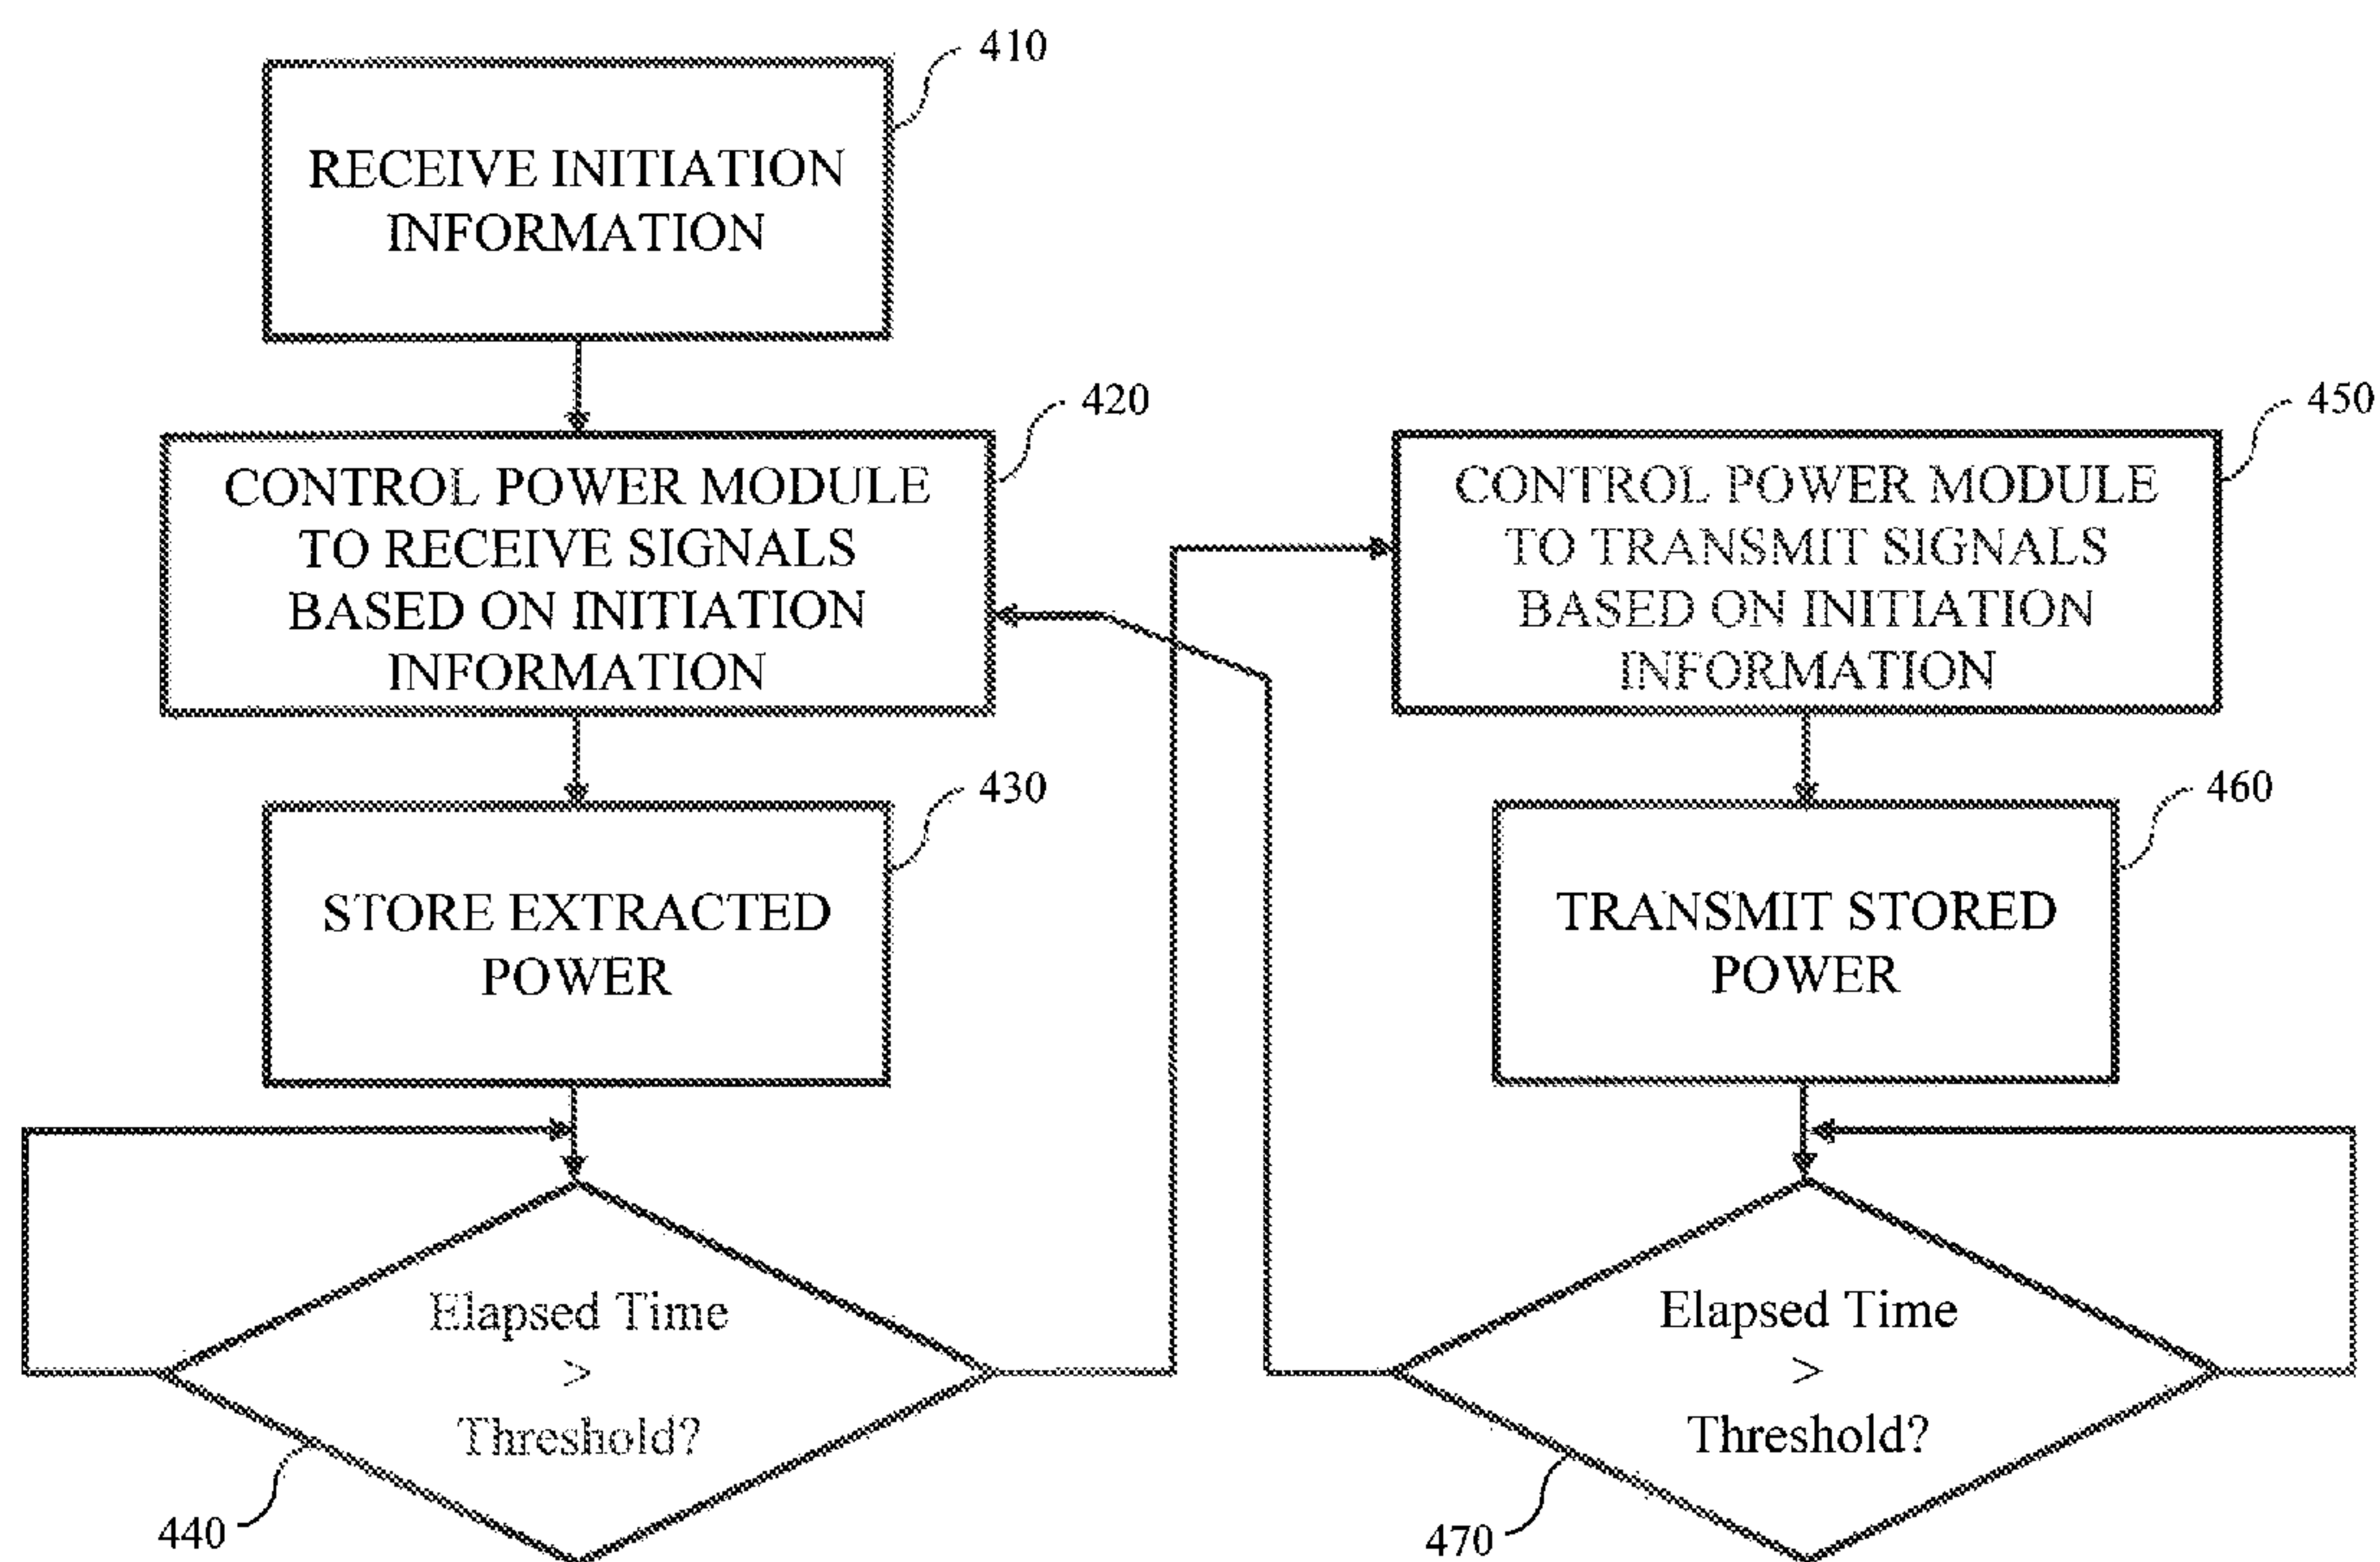 410
RECEIVE INITIATION
INFORMATION
420
CONTROL POWER MODULE
TO RECEIVE SIGNALS
BASED ON INITIATION
INFORMATION
430
STORE EXTRACTED
POWER
Elapsed Time
>
Threshold?
440
450
CONTROL POWER MODULE
TO TRANSMIT SIGNALS
BASED ON INITIATION
INFORMATION
460
TRANSMIT STORED
POWER
Elapsed Time
>
Threshold?
470